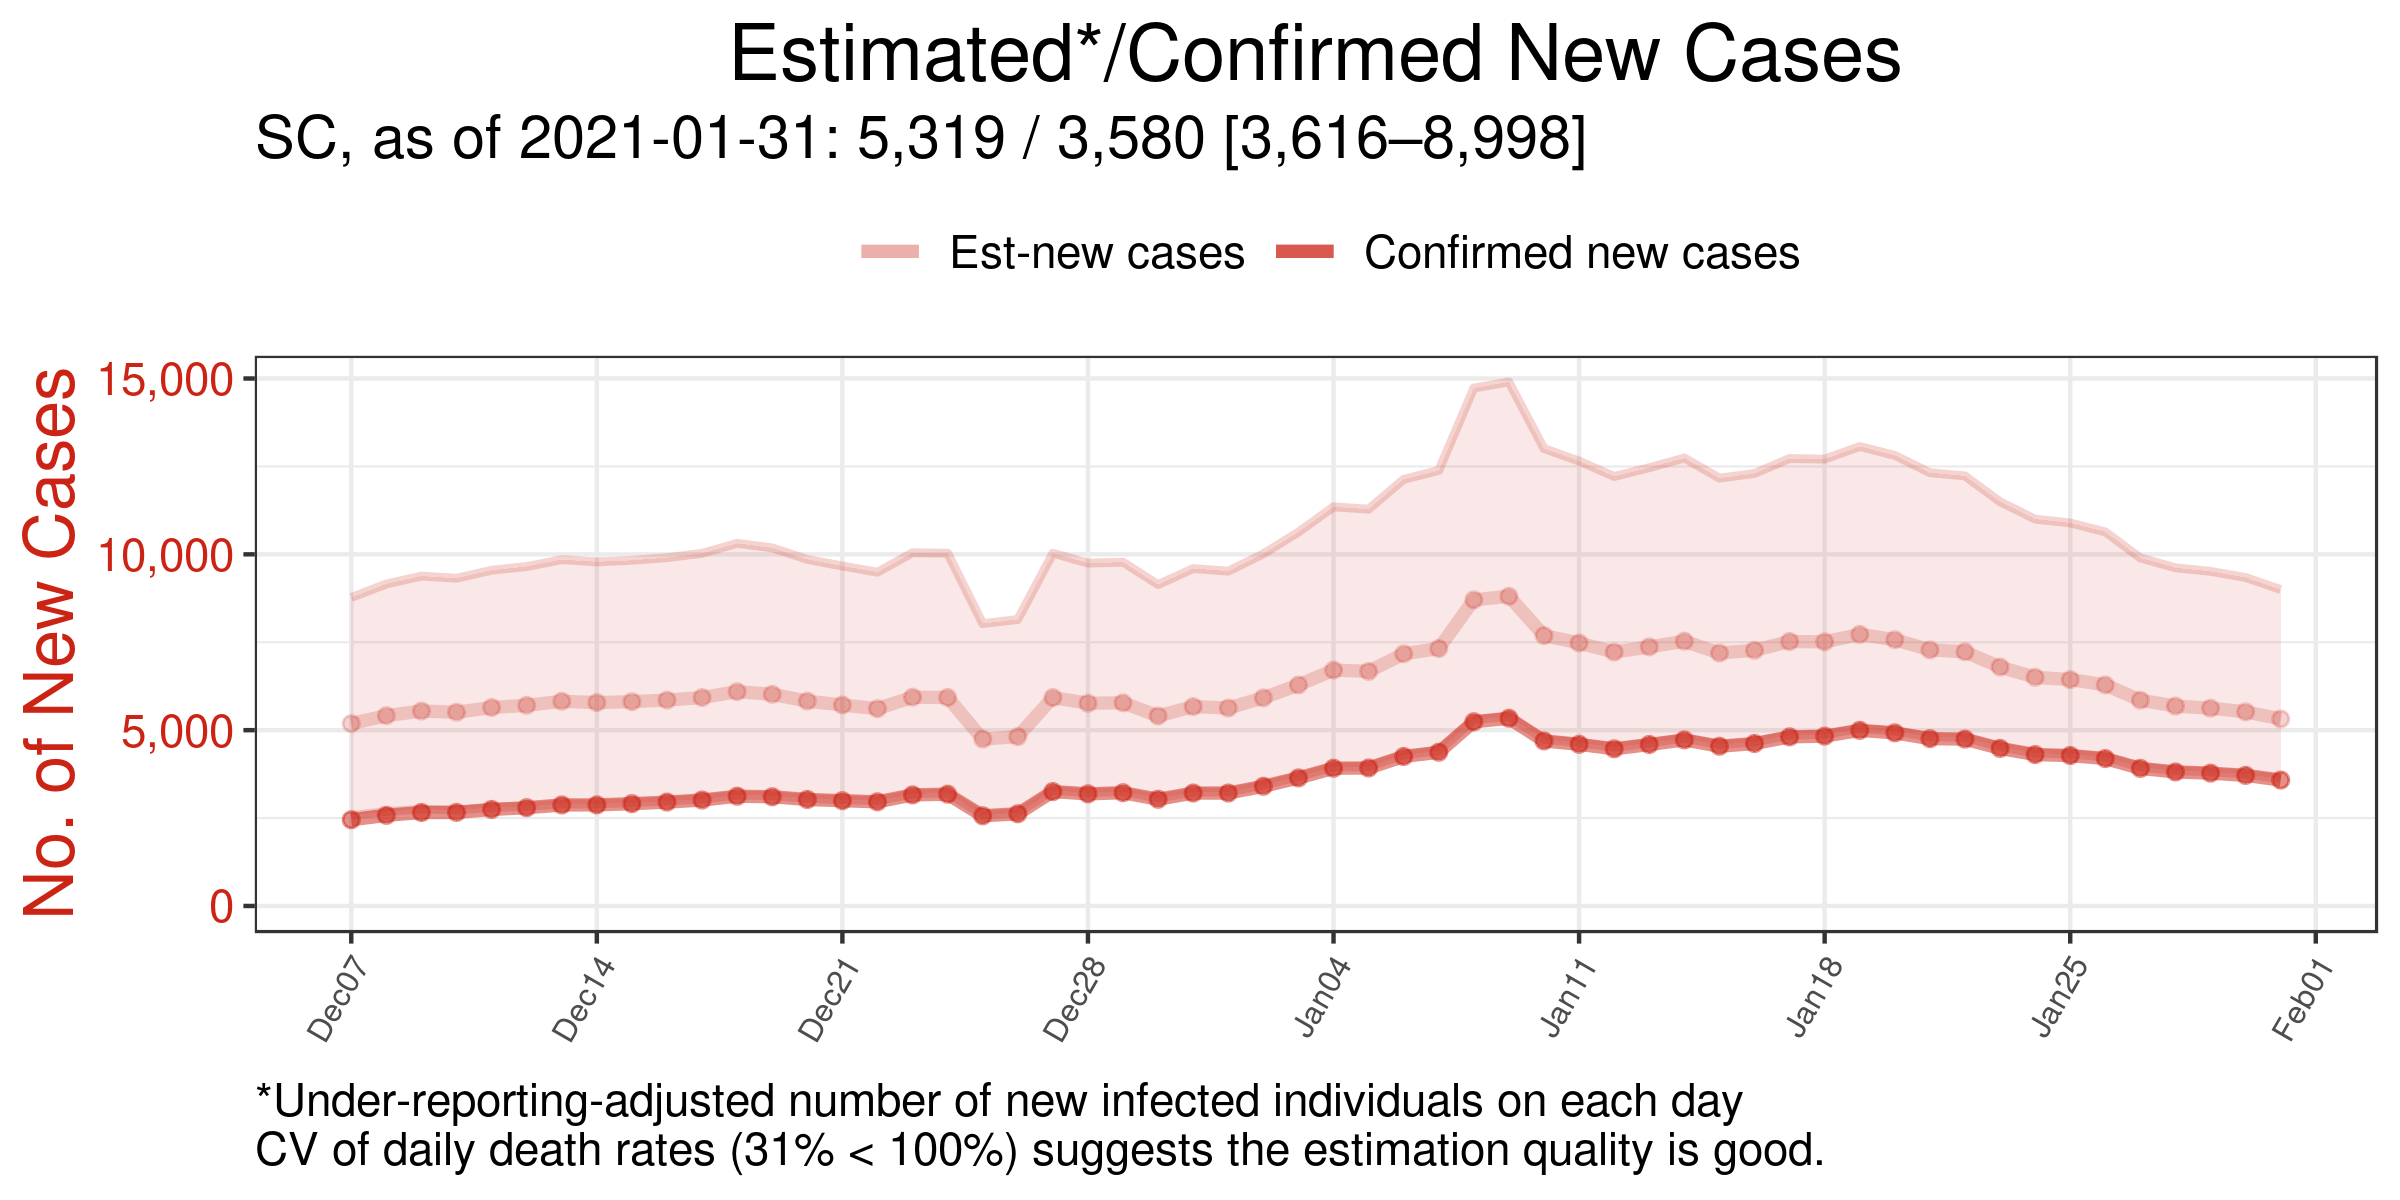 Estimated*/Confirmed New Cases
SC, as of 2021-01-31: 5,319 / 3,580 [3,616–8,998]
Est-new cases
Confirmed new cases
No. of New Cases
15,000
10,000
5,000
0
Dec07
Dec14
Dec21
Dec28
Jan04
Jan11
Jan18
Jan25
Feb01
*Under-reporting-adjusted number of new infected individuals on each day
CV of daily death rates (31% < 100%) suggests the estimation quality is good.